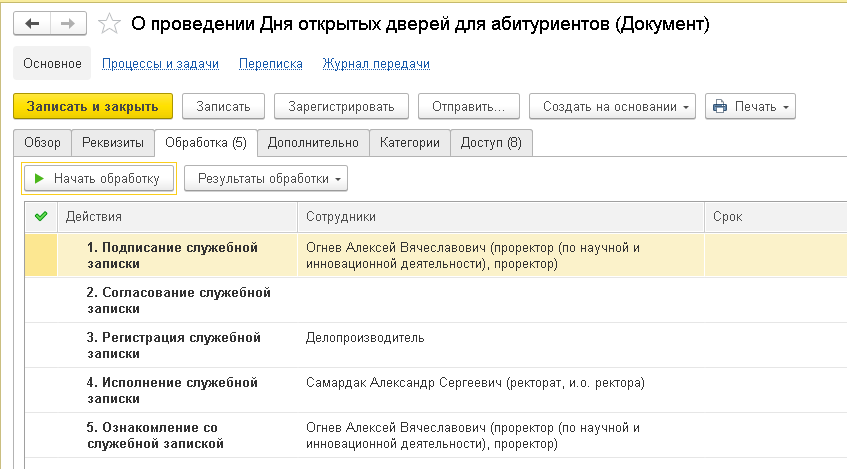 О проведении Дня открытых дверей для абитуриентов (Документ)
Основное Процессы и задачи Переписка Журнал передачи
Записать и закрыть Записать Зарегистрировать Отправить... Создать на основании Печать
Обзор Реквизиты Обработка (5) Дополнительно Категории Доступ (8)
Начать обработку Результаты обработки
Действия Сотрудники Срок
1. Подписание служебной записки
Огнев Алексей Вячеславович (проректор (по научной и
инновационной деятельности), проректор)
2. Согласование служебной
записки
3. Регистрация служебной
записки
Делопроизводитель
4. Исполнение служебной
записки
Самардак Александр Сергеевич (ректорат, и.о. ректора)
5. Ознакомление со
служебной запиской
Огнев Алексей Вячеславович (проректор (по научной и
инновационной деятельности), проректор)